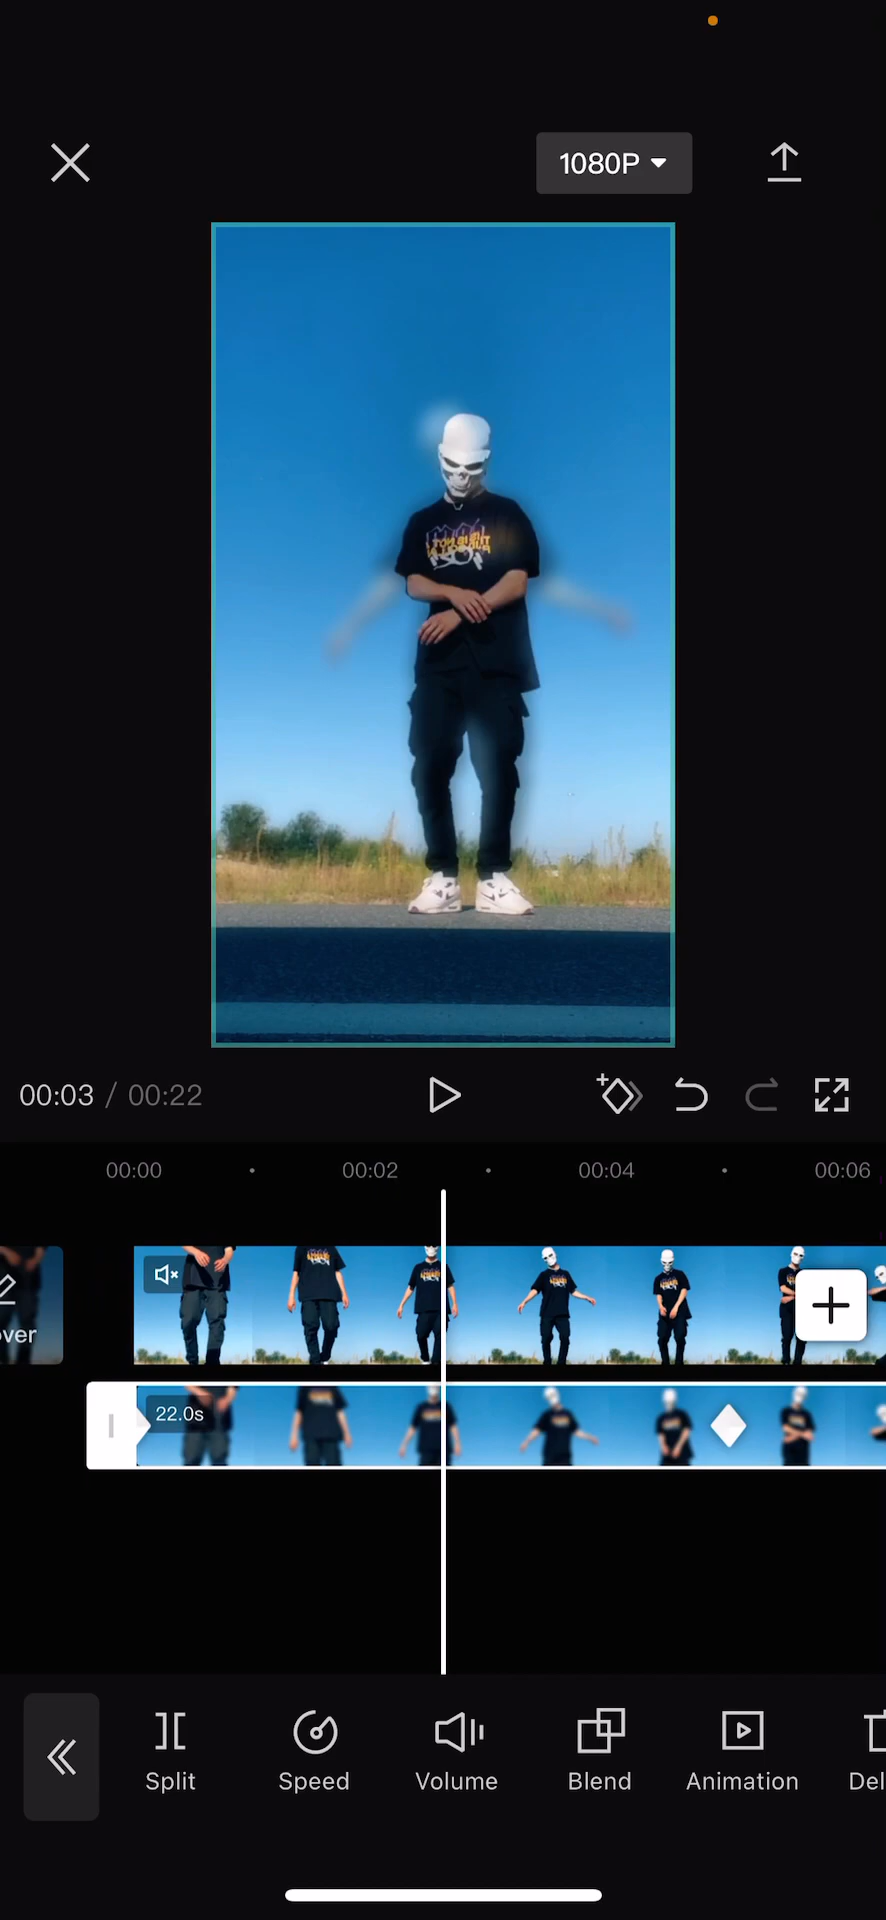 1080P
00:03 / 00:22
00:00 00:02 00:04 00:06
over
22.0s
Split Speed Volume Blend Animation Del